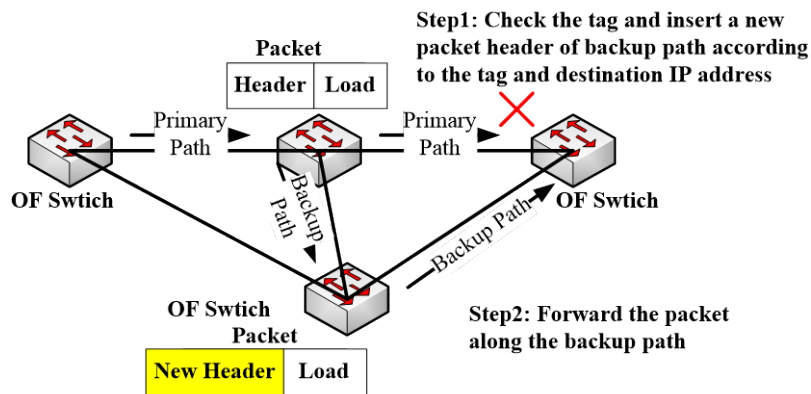 Step1: Check the tag and insert a new
packet header of backup path according
to the tag and destination IP address
Packet
Header Load
Primary
Path
Primary
Path
OF Swtich
OF Swtich
Backup
Path
Backup Path
OF Swtich
Packet
New Header Load
Step2: Forward the packet
along the backup path